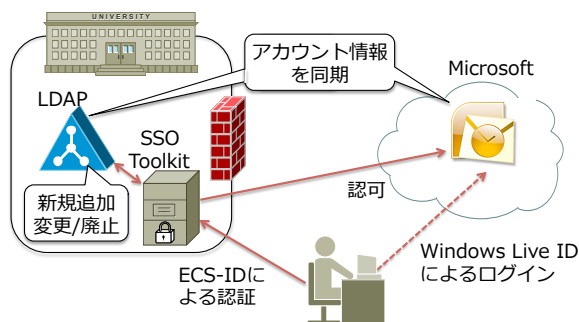 UNIVERSITY
アカウント情報
を同期
Microsoft
LDAP
SSO
Toolkit
新規追加
変更/廃止
認可
ECS-IDに
よる認証
Windows Live ID
によるログイン